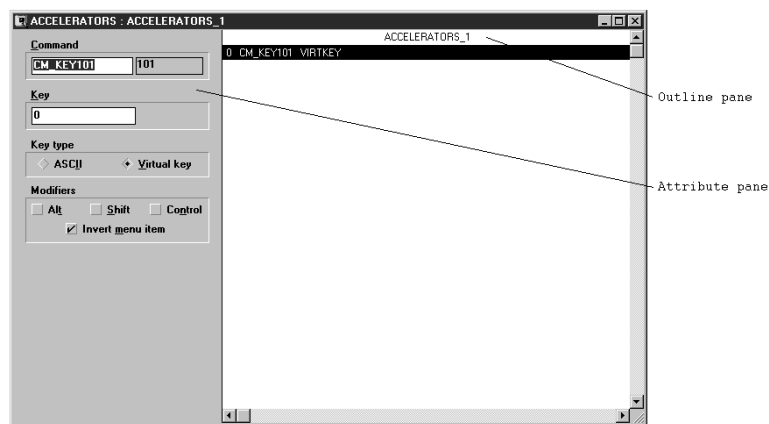 ACCELERATORS : ACCELERATORS_1
Command
CM_KEY101 101
Key
0
Key type
ASCII Virtual key
Modifiers
Alt Shift Control
Invert menu item
ACCELERATORS_1
0 CM_KEY101 VIRTKEY
Outline pane
Attribute pane